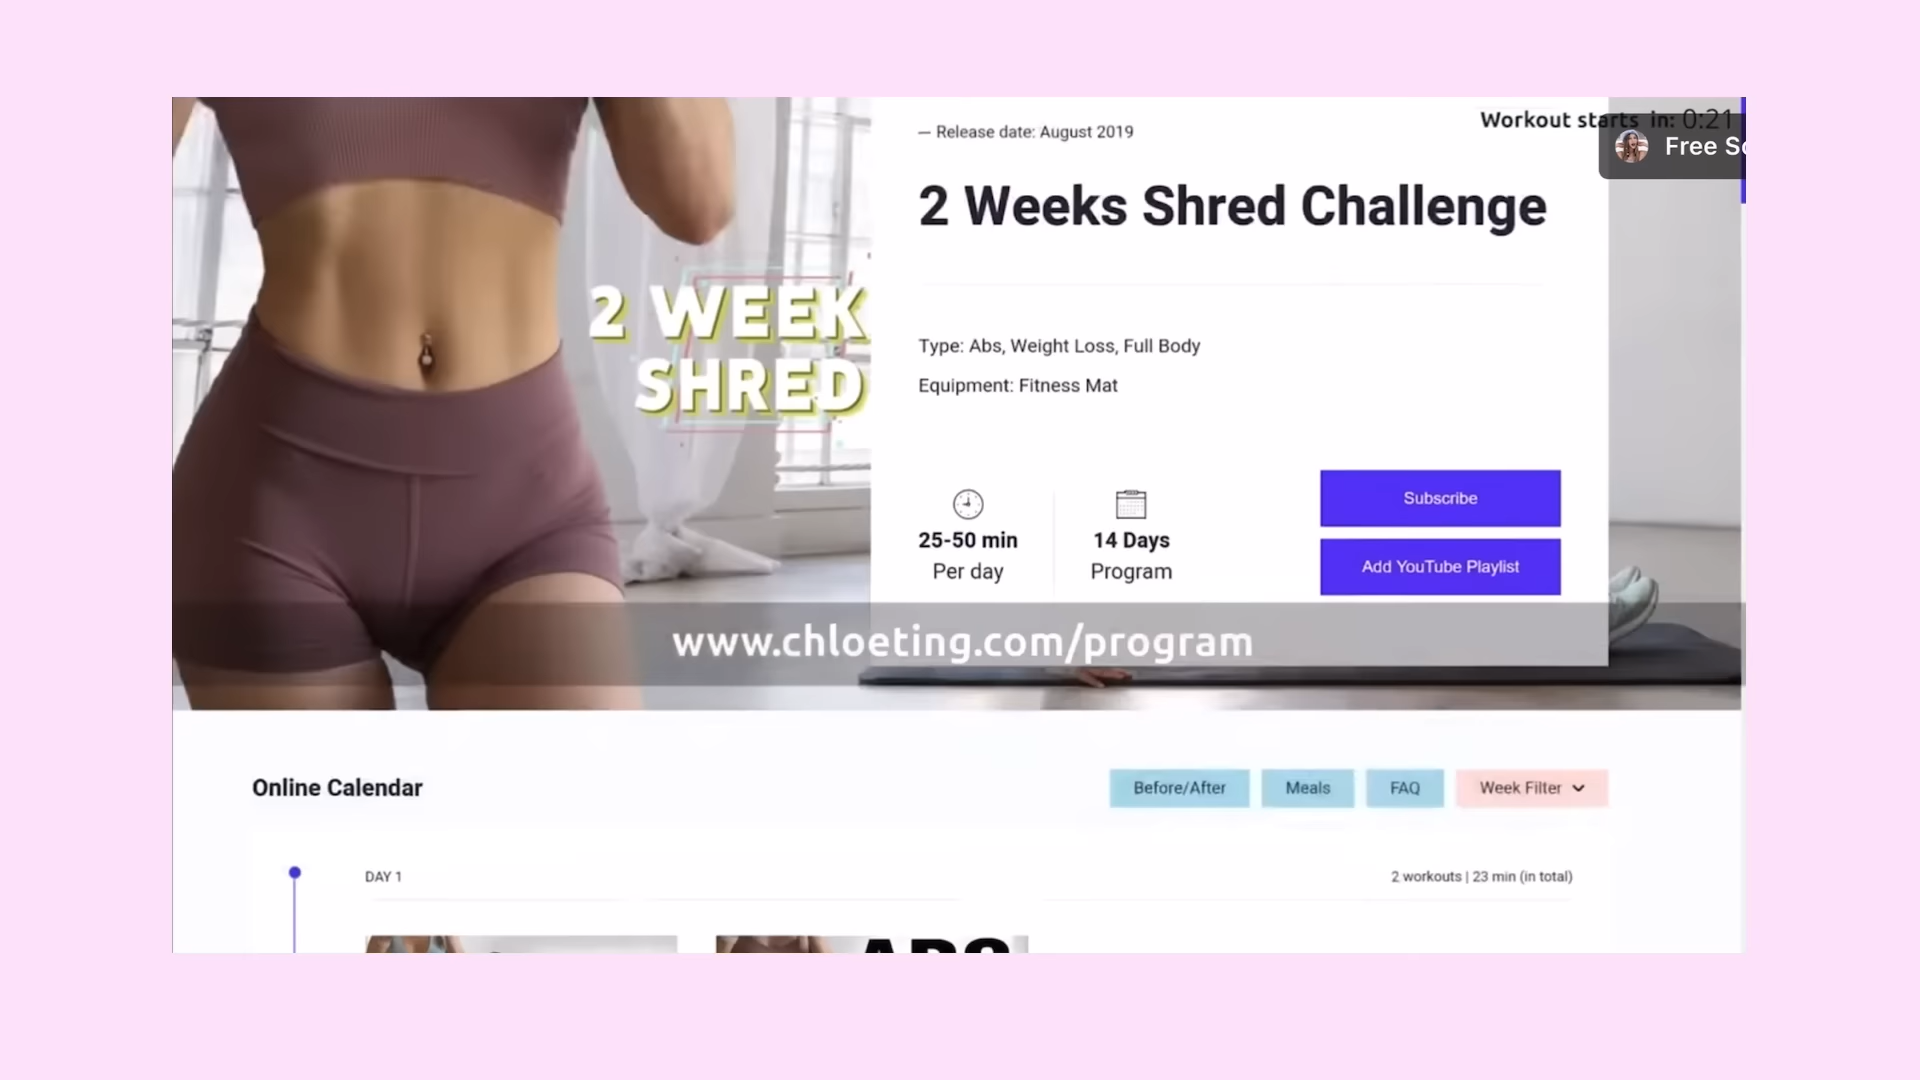 — Release date: August 2019
Workout starts in: 0:21
Free
2 Weeks Shred Challenge
2 WEEK
SHRED
Type: Abs, Weight Loss, Full Body
Equipment: Fitness Mat
25-50 min
Per day
14 Days
Program
Subscribe
Add YouTube Playlist
www.chloeting.com/program
Online Calendar
Before/After
Meals
FAQ
Week Filter
DAY 1
2 workouts | 23 min (in total)
ABS